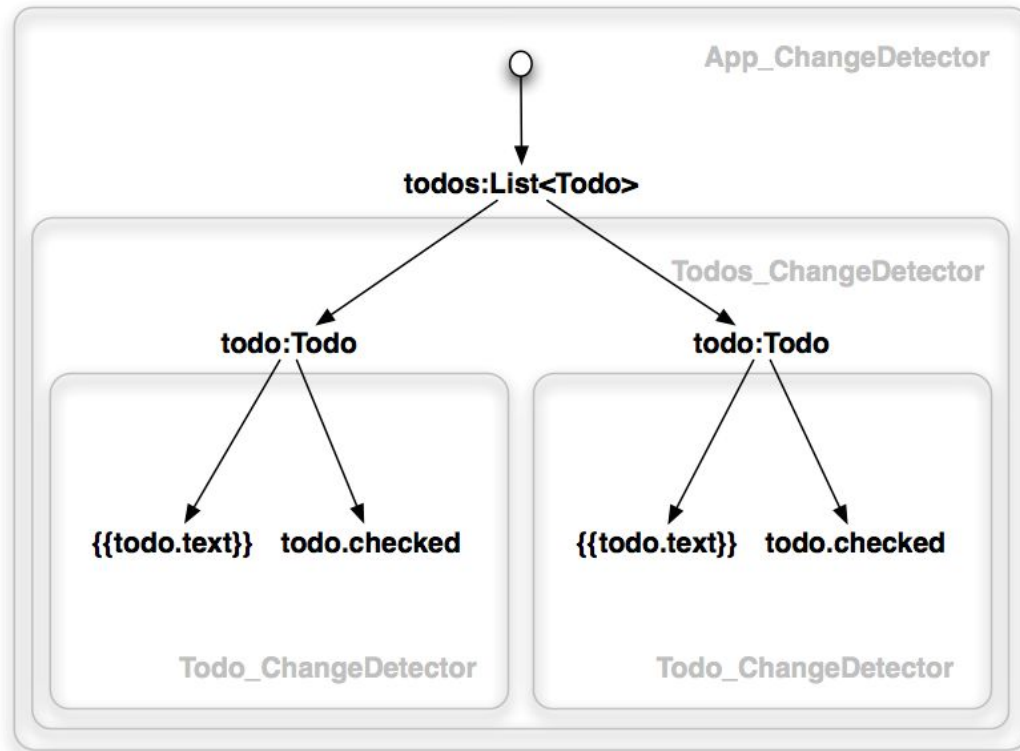 App_ChangeDetector
todos:List<Todo>
Todos_ChangeDetector
todo:Todo
todo:Todo
{{todo.text}} todo.checked
{{todo.text}} todo.checked
Todo_ChangeDetector
Todo_ChangeDetector